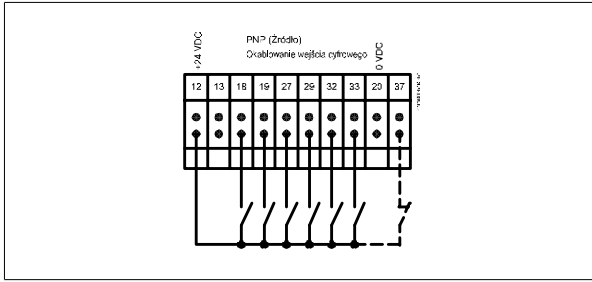 +24 VDC
PNP (Źródło)
Okablowanie wejścia cyfrowego
0 VDC
12 13 18 19 27 29 32 33 20 37